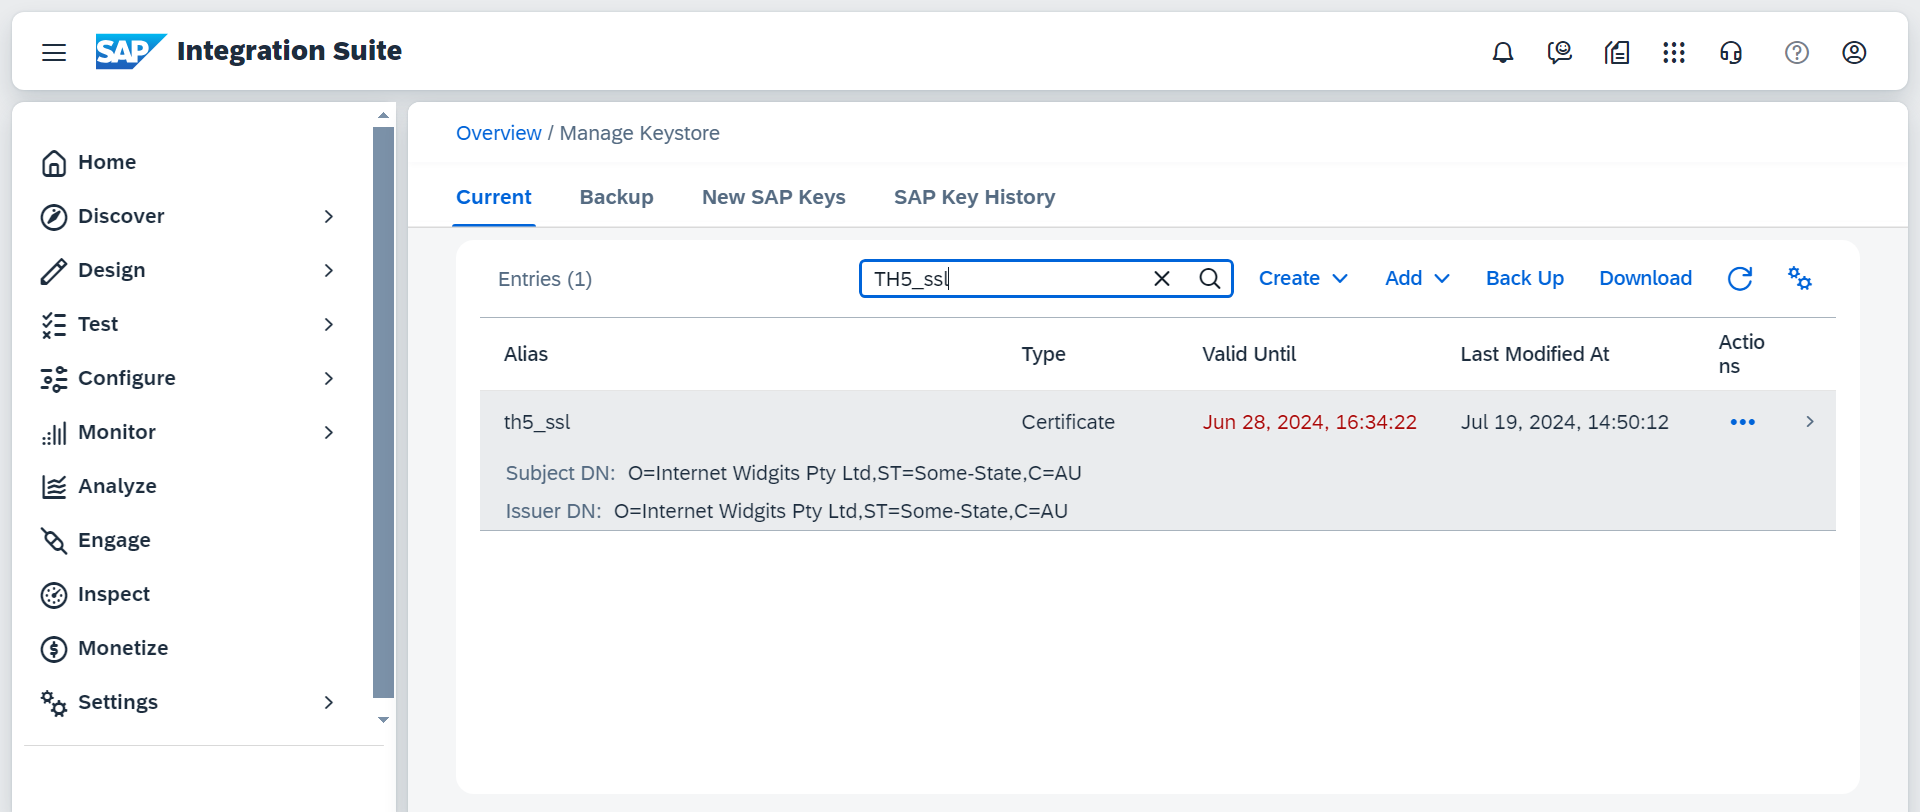 SAP Integration Suite
Home
Discover
Design
Test
Configure
Monitor
Analyze
Engage
Inspect
Monetize
Settings
Overview / Manage Keystore
Current Backup New SAP Keys SAP Key History
Entries (1) TH5_ssl Create Add Back Up Download
Alias Type Valid Until Last Modified At Actio
ns
th5_ssl Certificate Jun 28, 2024, 16:34:22 Jul 19, 2024, 14:50:12
Subject DN: O=Internet Widgits Pty Ltd,ST=Some-State,C=AU
Issuer DN: O=Internet Widgits Pty Ltd,ST=Some-State,C=AU